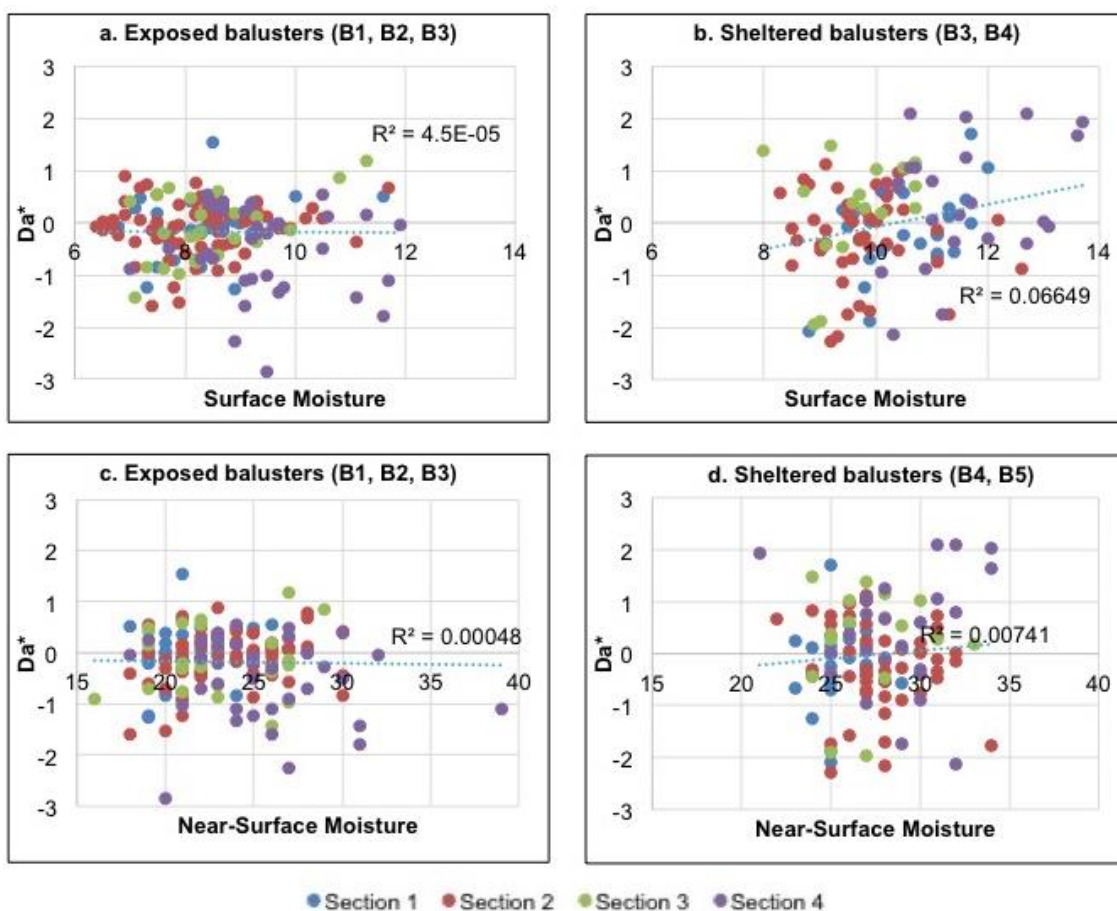 a. Exposed balusters (B1, B2, B3)
3
2
1
0
-1
-2
-3
Da*
R² = 4.5E-05
6 8 10 12 14
Surface Moisture
b. Sheltered balusters (B3, B4)
3
2
1
0
-1
-2
-3
Da*
R² = 0.06649
6 8 10 12 14
Surface Moisture
c. Exposed balusters (B1, B2, B3)
3
2
1
0
-1
-2
-3
Da*
R² = 0.00048
15 20 25 30 35 40
Near-Surface Moisture
d. Sheltered balusters (B4, B5)
3
2
1
0
-1
-2
-3
Da*
R² = 0.00741
15 20 25 30 35 40
Near-Surface Moisture
Section 1 Section 2 Section 3 Section 4